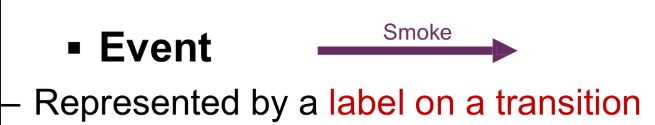 ▪ Event
Smoke
– Represented by a label on a transition